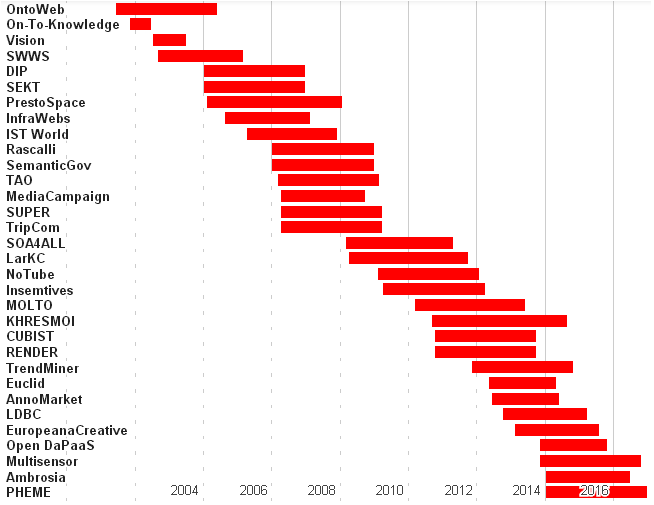 OntoWeb
On-To-Knowledge
Vision
SWWS
DIP
SEKT
PrestoSpace
InfraWebs
IST World
Rascalli
SemanticGov
TAO
MediaCampaign
SUPER
TripCom
SOA4ALL
LarKC
NoTube
Insemtives
MOLTO
KHRESMOI
CUBIST
RENDER
TrendMiner
Euclid
AnnoMarket
LDBC
EuropeanaCreative
Open DaPaaS
Multisensor
Ambrosia
PHEME 2004 2006 2008 2010 2012 2014 2016